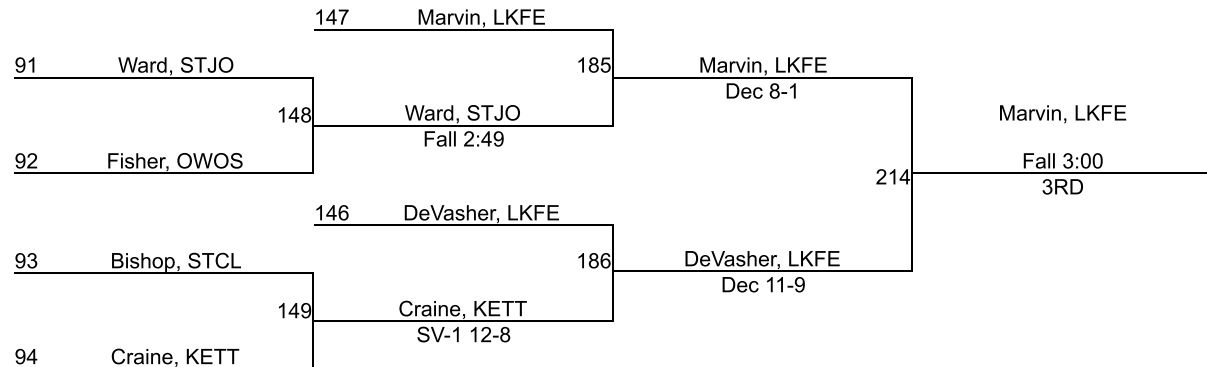 147 Marvin, LKFE
91 Ward, STJO
185 Marvin, LKFE
Dec 8-1
148 Ward, STJO
Fall 2:49
Marvin, LKFE
92 Fisher, OWOS
Fall 3:00
214
3RD
146 DeVasher, LKFE
93 Bishop, STCL
186 DeVasher, LKFE
Dec 11-9
149 Craine, KETT
SV-1 12-8
94 Craine, KETT